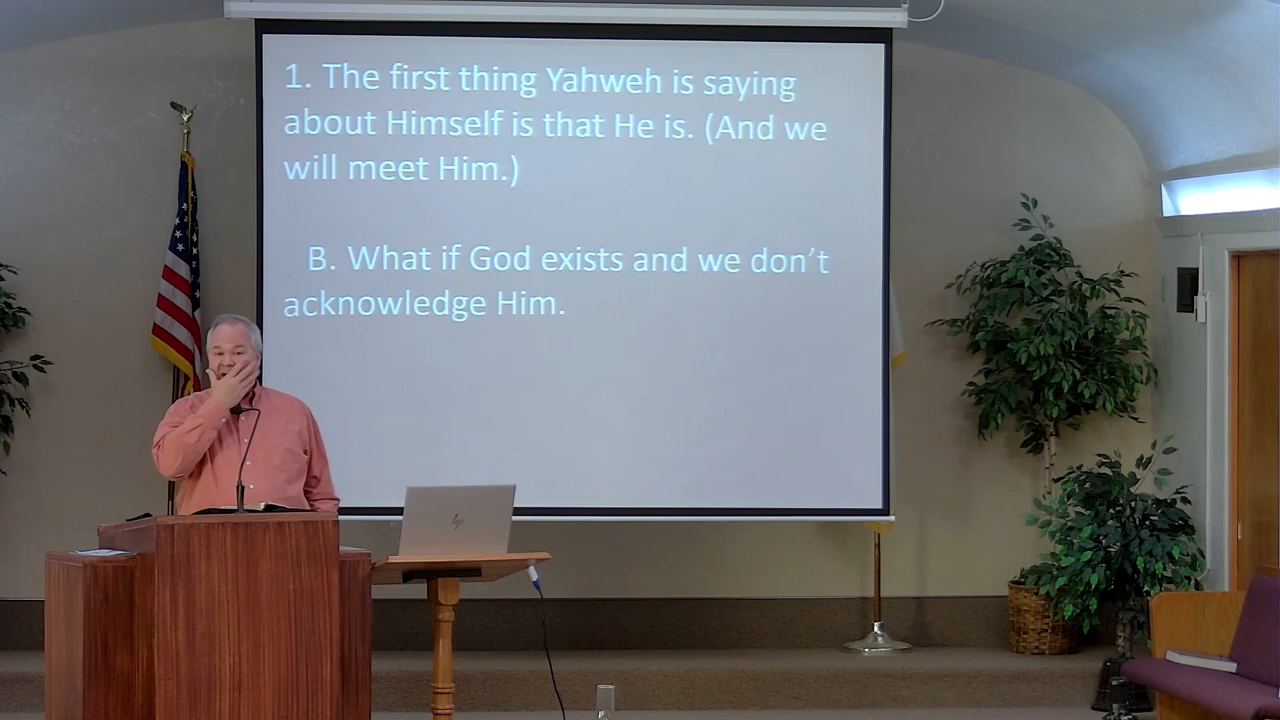 1. The first thing Yahweh is saying
about Himself is that He is. (And we
will meet Him.)
B. What if God exists and we don't
acknowledge Him.
hp